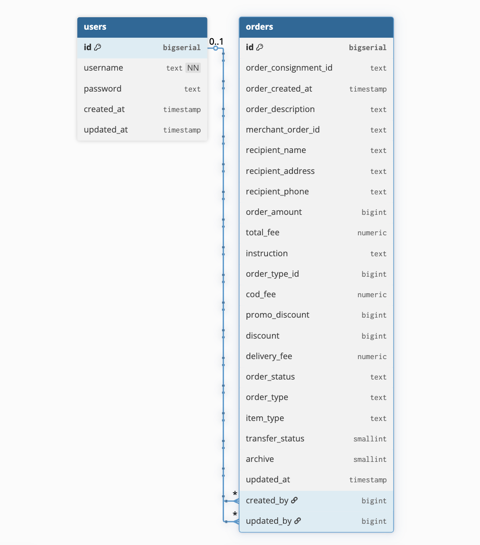 users
id bigserial
username text NN
password text
created_at timestamp
updated_at timestamp
0..1
orders
id bigserial
order_consignment_id text
order_created_at timestamp
order_description text
merchant_order_id text
recipient_name text
recipient_address text
recipient_phone text
order_amount bigint
total_fee numeric
instruction text
order_type_id bigint
cod_fee numeric
promo_discount bigint
discount bigint
delivery_fee numeric
order_status text
order_type text
item_type text
transfer_status smallint
archive smallint
updated_at timestamp
* created_by bigint
* updated_by bigint